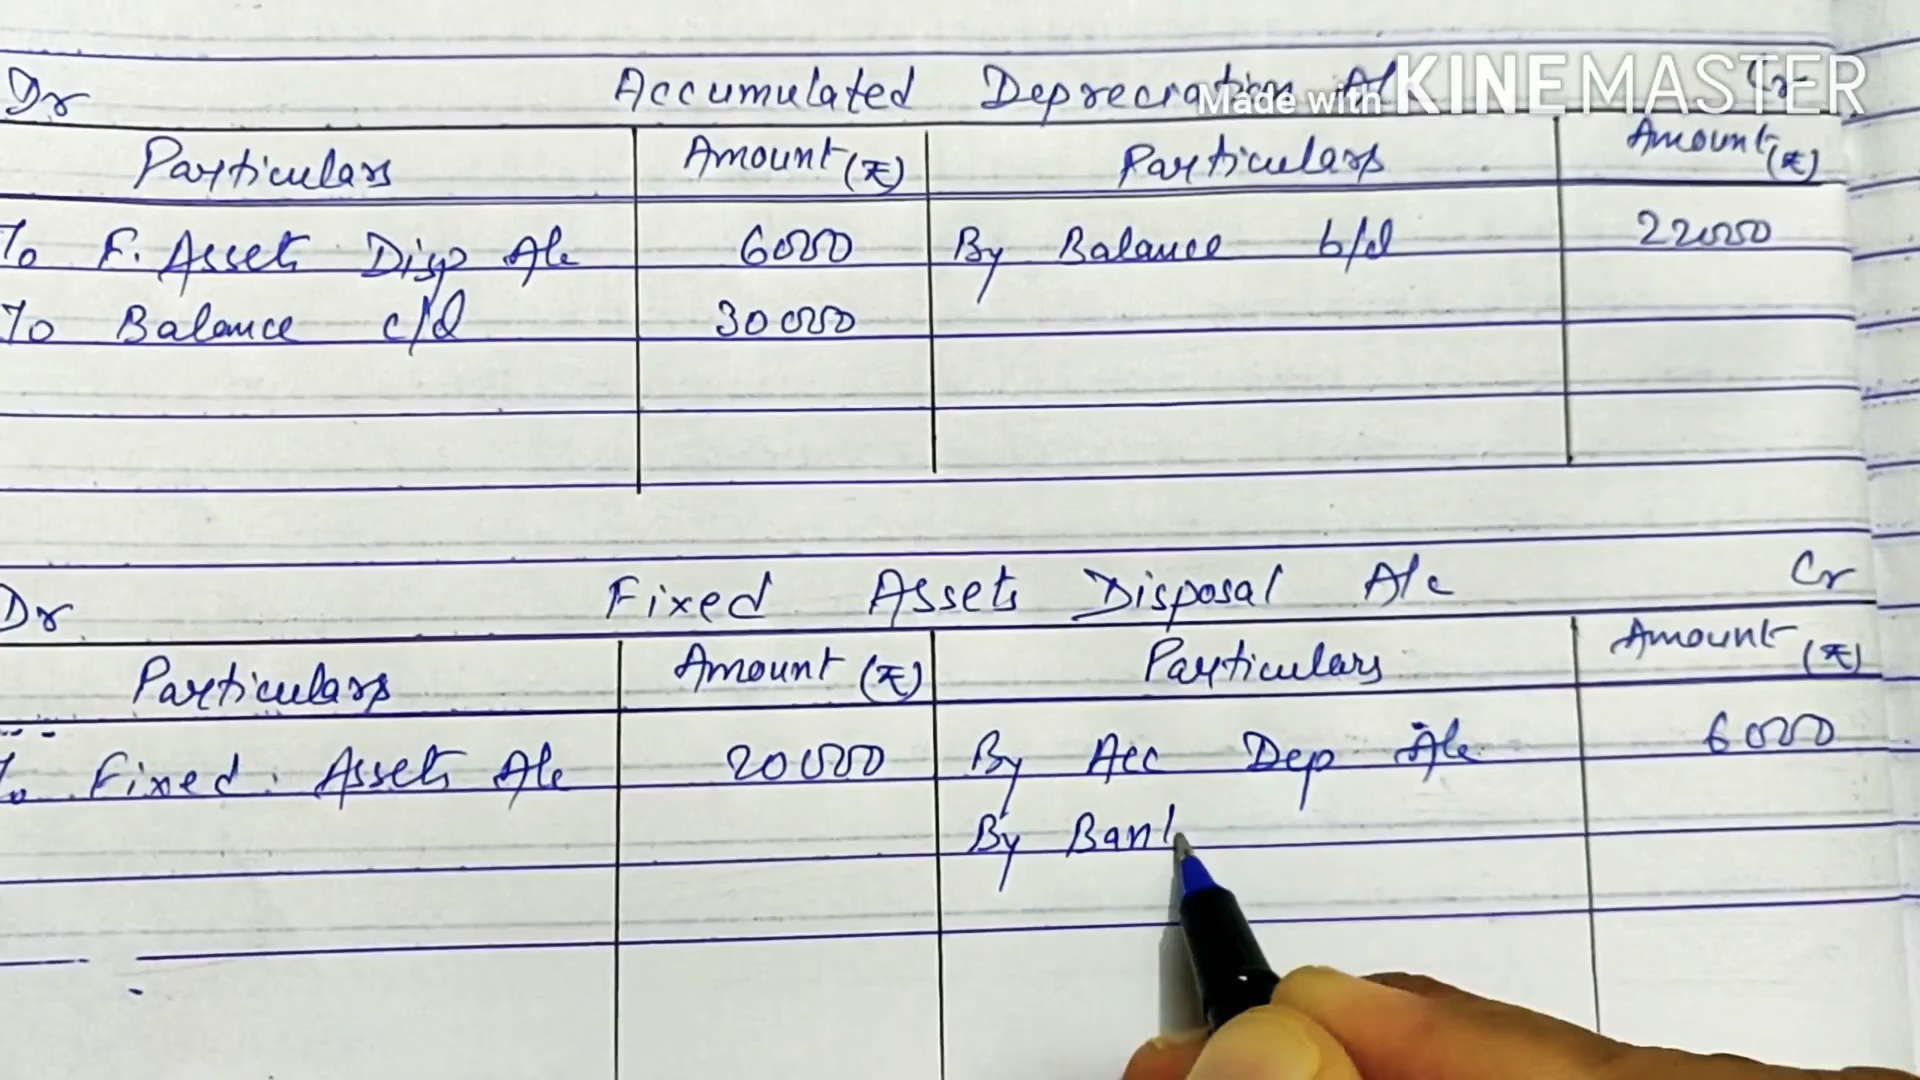 Made with KINEMASTER
Dr Accumulated Depreciation A/c Cr
Particulars Amount (₹) Particulars Amount (₹)
To F. Assets Disp A/c 6000 By Balance b/d 22000
To Balance c/d 30000
Dr Fixed Assets Disposal A/c Cr
Particulars Amount (₹) Particulars Amount (₹)
To Fixed Assets A/c 20000 By Acc Dep A/c 6000
By Ban